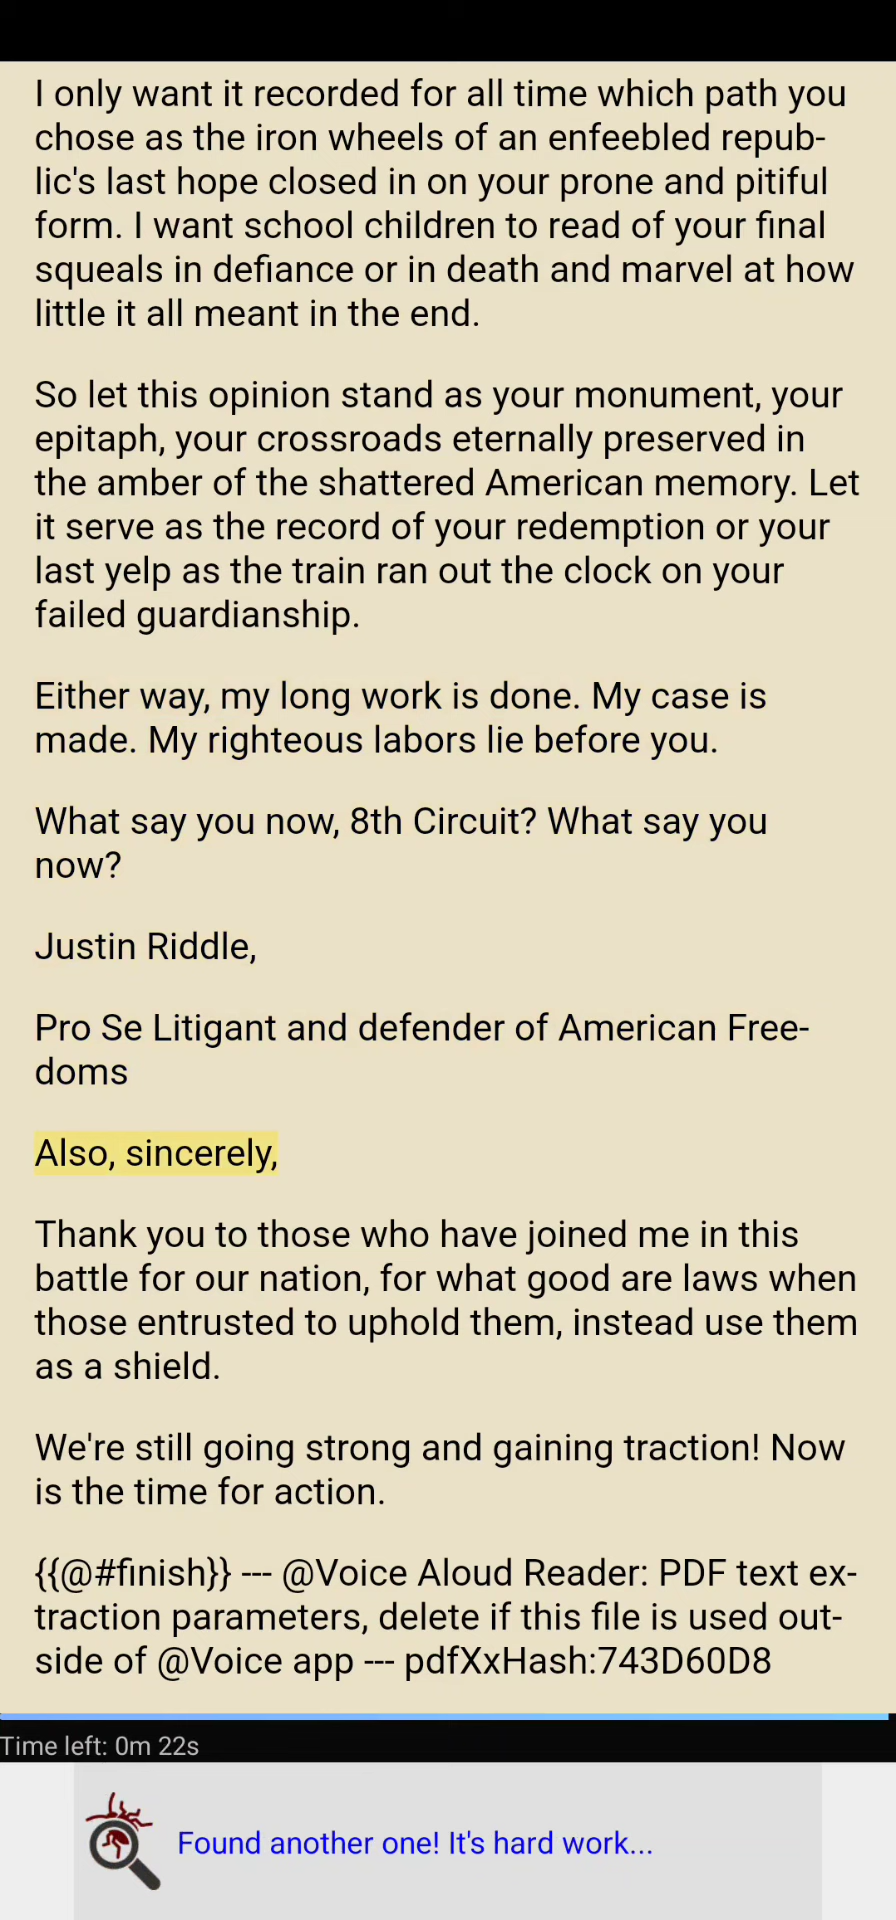 I only want it recorded for all time which path you
chose as the iron wheels of an enfeebled repub-
lic's last hope closed in on your prone and pitiful
form. I want school children to read of your final
squeals in defiance or in death and marvel at how
little it all meant in the end.
So let this opinion stand as your monument, your
epitaph, your crossroads eternally preserved in
the amber of the shattered American memory. Let
it serve as the record of your redemption or your
last yelp as the train ran out the clock on your
failed guardianship.
Either way, my long work is done. My case is
made. My righteous labors lie before you.
What say you now, 8th Circuit? What say you
now?
Justin Riddle,
Pro Se Litigant and defender of American Free-
doms
Also, sincerely,
Thank you to those who have joined me in this
battle for our nation, for what good are laws when
those entrusted to uphold them, instead use them
as a shield.
We're still going strong and gaining traction! Now
is the time for action.
{{@#finish}} --- @Voice Aloud Reader: PDF text ex-
traction parameters, delete if this file is used out-
side of @Voice app --- pdfXxHash:743D60D8
Time left: 0m 22s
Found another one! It's hard work...